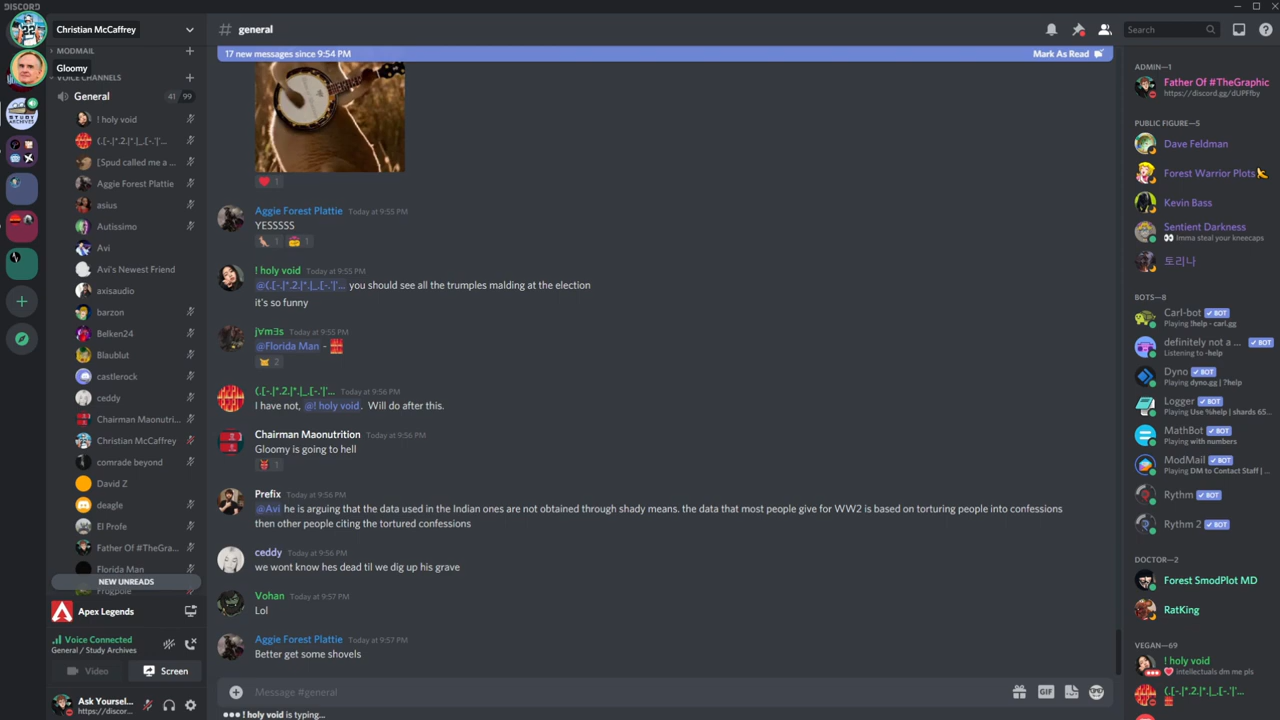 DISCORD
Christian McCaffrey
MODMAIL
Gloomy
VOICE CHANNELS
General
41 99
! holy void
(.[-.|*.2.|*.|_,.[-.'|'...
[Spud called me a ...
Aggie Forest Plattie
asius
Autissimo
Avi
Avi's Newest Friend
axisaudio
barzon
Belken24
Blaublut
castlerock
ceddy
Chairman Maonutri...
Christian McCaffrey
comrade beyond
David Z
deagle
El Profe
Father Of #TheGra...
Florida Man
NEW UNREADS
Frogpole
STUDY
ARCHIVES
Apex Legends
Voice Connected
General / Study Archives
Video
Screen
Ask Yoursel...
https://discor...
# general
Search
17 new messages since 9:54 PM
Mark As Read
1
Aggie Forest Plattie Today at 9:55 PM
YESSSSS
1 1
! holy void Today at 9:55 PM
@(.[-.|*.2.|*.|_,.[-.'|'... you should see all the trumples malding at the election
it's so funny
j∀mƎs Today at 9:55 PM
@Florida Man -
2
(.[-.|*.2.|*.|_,.[-.'|'... Today at 9:56 PM
I have not, @! holy void. Will do after this.
Chairman Maonutrition Today at 9:56 PM
Gloomy is going to hell
1
Prefix Today at 9:56 PM
@Avi he is arguing that the data used in the Indian ones are not obtained through shady means. the data that most people give for WW2 is based on torturing people into confessions
then other people citing the tortured confessions
ceddy Today at 9:56 PM
we wont know hes dead til we dig up his grave
Vohan Today at 9:57 PM
Lol
Aggie Forest Plattie Today at 9:57 PM
Better get some shovels
Message #general
GIF
! holy void is typing...
ADMIN—1
Father Of #TheGraphic
https://discord.gg/dUPFfby
PUBLIC FIGURE—5
Dave Feldman
Forest Warrior Plots
Kevin Bass
Sentient Darkness
Imma steal your kneecaps
토리나
BOTS—8
Carl-bot BOT
Playing !help - carl.gg
definitely not a ... BOT
Listening to -help
Dyno BOT
Playing dyno.gg | ?help
Logger BOT
Playing Use %help | shards 65...
MathBot BOT
Playing with numbers
ModMail BOT
Playing DM to Contact Staff | ...
Rythm BOT
Rythm 2 BOT
DOCTOR—2
Forest SmodPlot MD
RatKing
VEGAN—69
! holy void
intellectuals dm me pls
(.[-.|*.2.|*.|_,.[-.'|'...